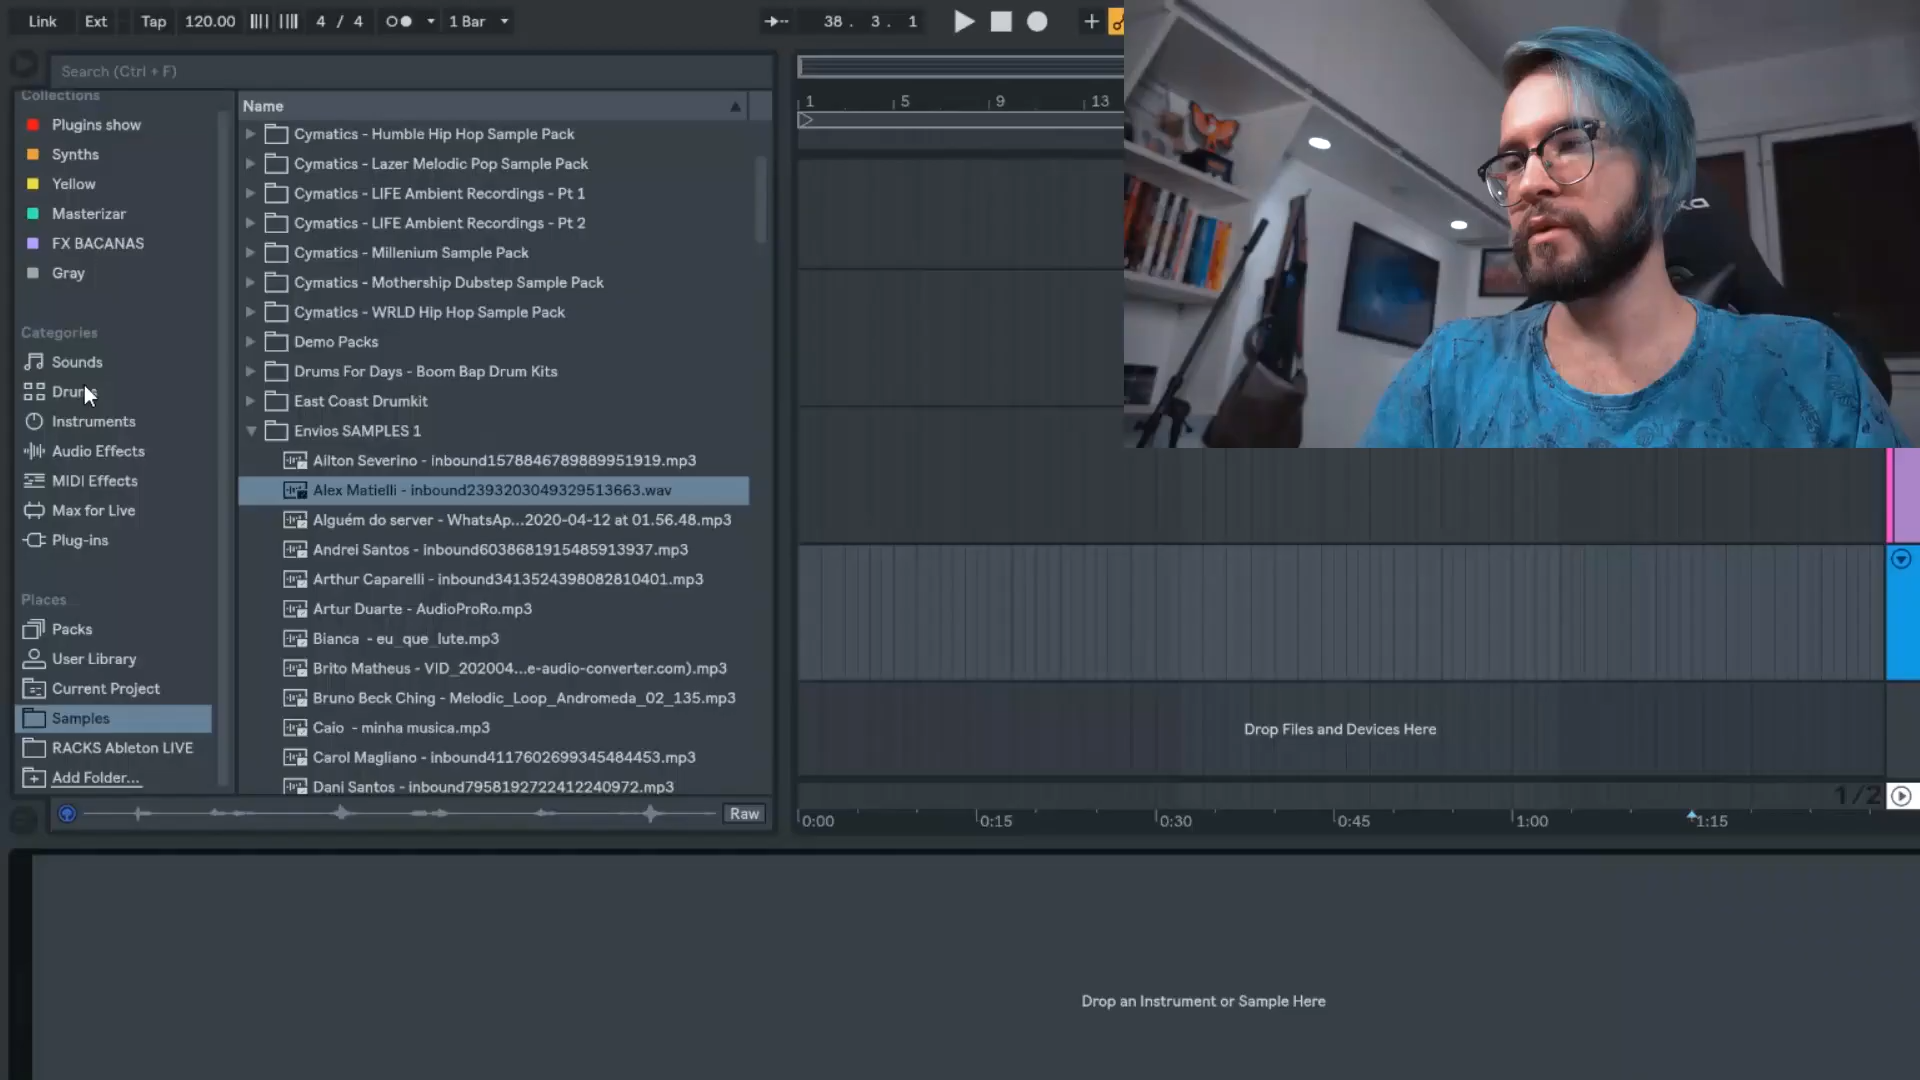 Link Ext Tap 120.00 4 / 4 1 Bar 38. 3. 1
Search (Ctrl + F)
Collections
Plugins show
Synths
Yellow
Masterizar
FX BACANAS
Gray
Categories
Sounds
Drums
Instruments
Audio Effects
MIDI Effects
Max for Live
Plug-ins
Places
Packs
User Library
Current Project
Samples
RACKS Ableton LIVE
Add Folder...
Name
Cymatics - Humble Hip Hop Sample Pack
Cymatics - Lazer Melodic Pop Sample Pack
Cymatics - LIFE Ambient Recordings - Pt 1
Cymatics - LIFE Ambient Recordings - Pt 2
Cymatics - Millenium Sample Pack
Cymatics - Mothership Dubstep Sample Pack
Cymatics - WRLD Hip Hop Sample Pack
Demo Packs
Drums For Days - Boom Bap Drum Kits
East Coast Drumkit
Envios SAMPLES 1
Ailton Severino - inbound1578846789889951919.mp3
Alex Matielli - inbound2393203049329513663.wav
Alguém do server - WhatsAp...2020-04-12 at 01.56.48.mp3
Andrei Santos - inbound6038681915485913937.mp3
Arthur Caparelli - inbound3413524398082810401.mp3
Artur Duarte - AudioProRo.mp3
Bianca - eu_que_lute.mp3
Brito Matheus - VID_202004...e-audio-converter.com).mp3
Bruno Beck Ching - Melodic_Loop_Andromeda_02_135.mp3
Caio - minha musica.mp3
Carol Magliano - inbound4117602699345484453.mp3
Dani Santos - inbound7958192722412240972.mp3
Raw
1 5 9 13
Drop Files and Devices Here
1/2
0:00 0:15 0:30 0:45 1:00 1:15
Drop an Instrument or Sample Here